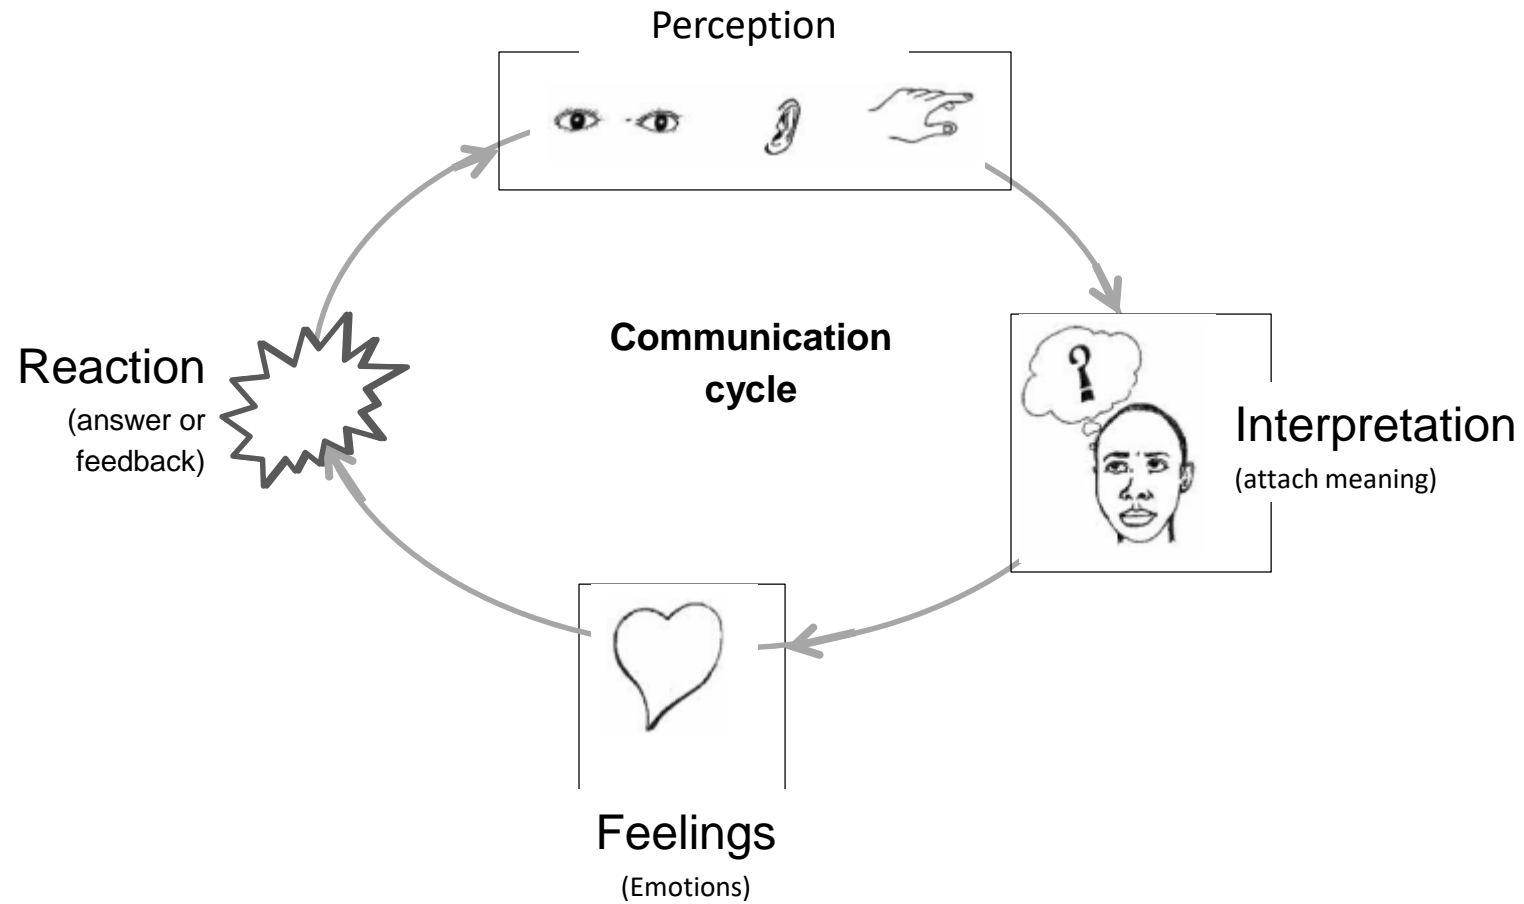 Perception
Communication
cycle
Reaction
(answer or
feedback)
Interpretation
(attach meaning)
Feelings
(Emotions)